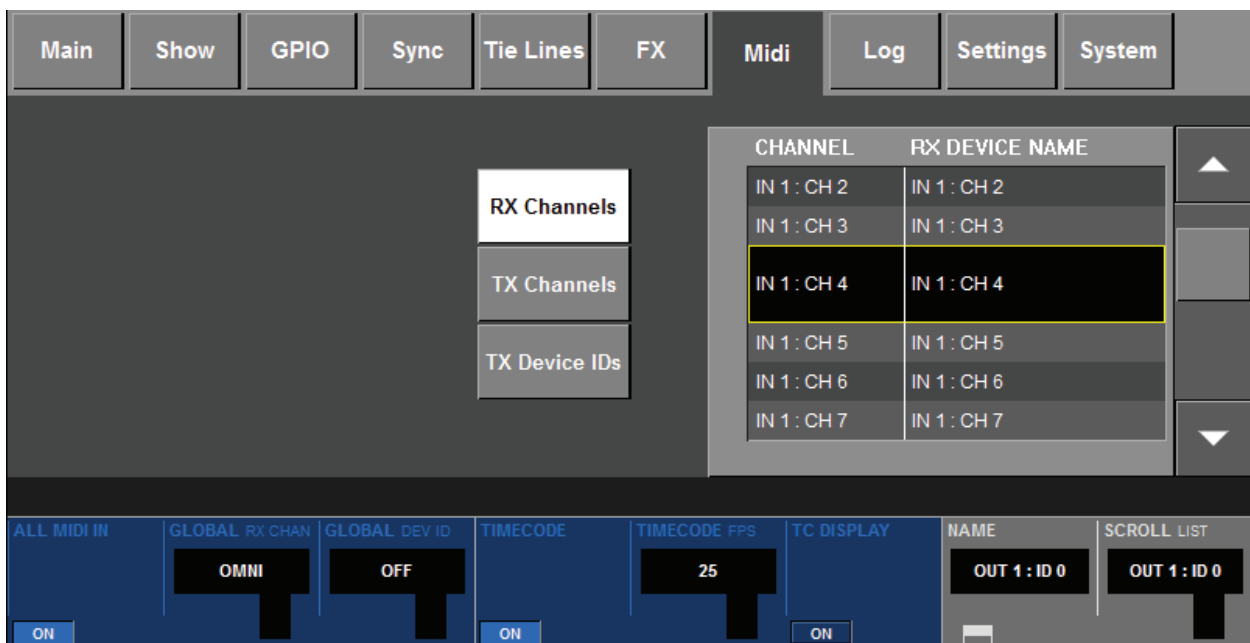 Main Show GPIO Sync Tie Lines FX Midi Log Settings System
CHANNEL RX DEVICE NAME
IN 1 : CH 2 IN 1 : CH 2
IN 1 : CH 3 IN 1 : CH 3
IN 1 : CH 4 IN 1 : CH 4
IN 1 : CH 5 IN 1 : CH 5
IN 1 : CH 6 IN 1 : CH 6
IN 1 : CH 7 IN 1 : CH 7
RX Channels
TX Channels
TX Device IDs
ALL MIDI IN GLOBAL RX CHAN GLOBAL DEV ID TIMECODE TIMECODE FPS TC DISPLAY NAME SCROLL LIST
OMNI OFF 25 OUT 1 : ID 0 OUT 1 : ID 0
ON ON ON